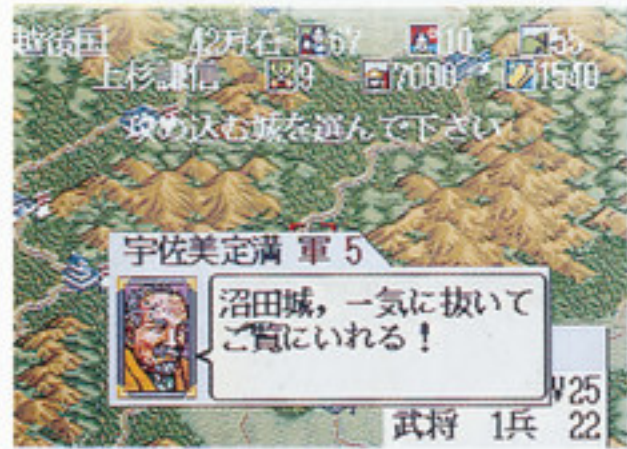 越後国 42万石 67 10 55
上杉謙信 9 7000 1540
攻め込む城を選んで下さい
宇佐美定満 軍 5
沼田城，一気に抜いて
ご覧にいれる！
25
武将 1兵 22